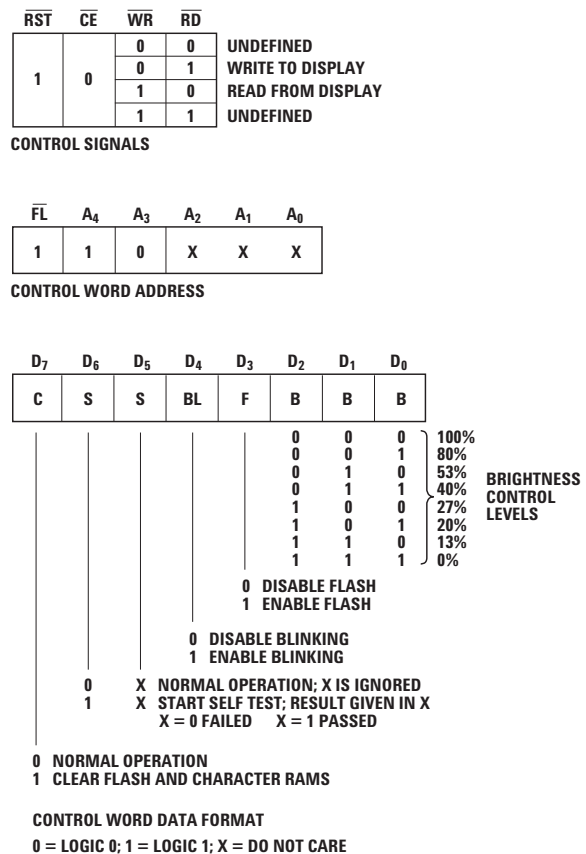 R̅S̅T̅ C̅E̅ W̅R̅ R̅D̅
1 0
0 0 UNDEFINED
0 1 WRITE TO DISPLAY
1 0 READ FROM DISPLAY
1 1 UNDEFINED
CONTROL SIGNALS
F̅L̅ A₄ A₃ A₂ A₁ A₀
1 1 0 X X X
CONTROL WORD ADDRESS
D₇ D₆ D₅ D₄ D₃ D₂ D₁ D₀
C S S BL F B B B
0 0 0 100%
0 0 1 80%
0 1 0 53%
0 1 1 40%
1 0 0 27%
1 0 1 20%
1 1 0 13%
1 1 1 0%
BRIGHTNESS
CONTROL
LEVELS
0 DISABLE FLASH
1 ENABLE FLASH
0 DISABLE BLINKING
1 ENABLE BLINKING
0 X NORMAL OPERATION; X IS IGNORED
1 X START SELF TEST; RESULT GIVEN IN X
X = 0 FAILED X = 1 PASSED
0 NORMAL OPERATION
1 CLEAR FLASH AND CHARACTER RAMS
CONTROL WORD DATA FORMAT
0 = LOGIC 0; 1 = LOGIC 1; X = DO NOT CARE